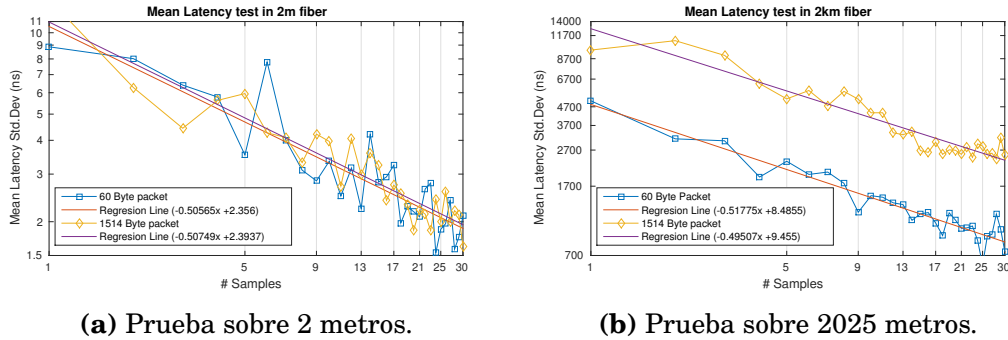 Mean Latency test in 2m fiber
Mean Latency Std.Dev (ns)
11
10
9
8
7
6
5
4
3
2
1.5
60 Byte packet
Regresion Line (-0.50565x +2.356)
1514 Byte packet
Regresion Line (-0.50749x +2.3937)
1 5 9 13 17 21 25 30
# Samples
(a) Prueba sobre 2 metros.
Mean Latency test in 2km fiber
Mean Latency Std.Dev (ns)
14000
11700
8700
6700
4700
3700
2700
1700
700
60 Byte Packet
Regresion Line (-0.51775x +8.4855)
1514 Byte packet
Regresion Line (-0.49507x +9.455)
1 5 9 13 17 21 25 30
# Samples
(b) Prueba sobre 2025 metros.